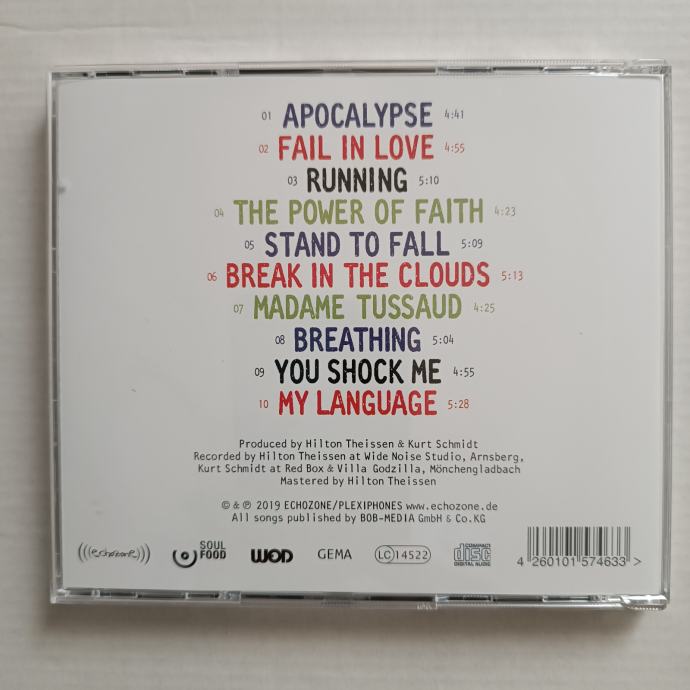 01 APOCALYPSE 4:41
02 FAIL IN LOVE 4:55
03 RUNNING 5:10
04 THE POWER OF FAITH 4:23
05 STAND TO FALL 5:09
06 BREAK IN THE CLOUDS 5:13
07 MADAME TUSSAUD 4:25
08 BREATHING 5:04
09 YOU SHOCK ME 4:55
10 MY LANGUAGE 5:28
Produced by Hilton Theissen & Kurt Schmidt
Recorded by Hilton Theissen at Wide Noise Studio, Arnsberg,
Kurt Schmidt at Red Box & Villa Godzilla, Mönchengladbach
Mastered by Hilton Theissen
© & ℗ 2019 ECHOZONE/PLEXIPHONES www.echozone.de
All songs published by BOB-MEDIA GmbH & Co.KG
(((echozone)))
SOUL FOOD
WOD
GEMA
LC 14522
COMPACT disc DIGITAL AUDIO
4 260101 574633 >